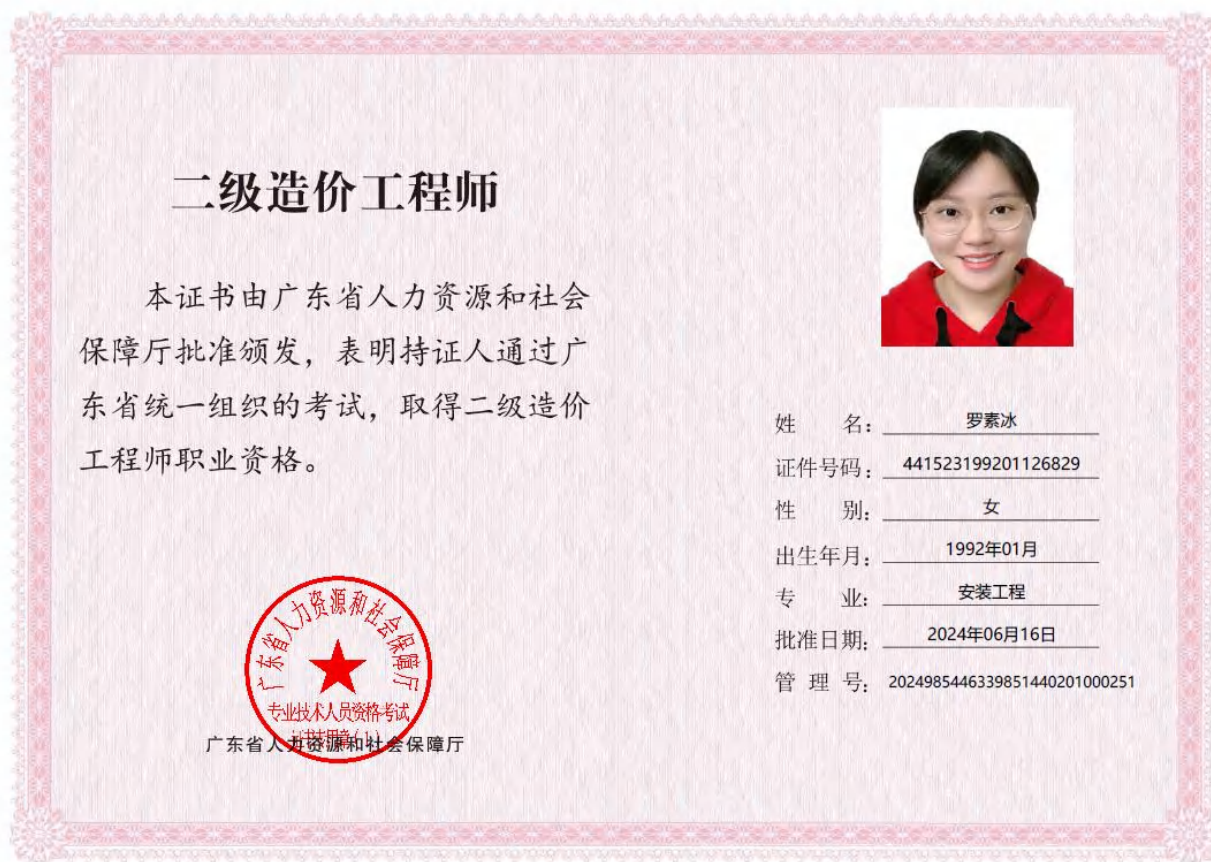 二级造价工程师
本证书由广东省人力资源和社会
保障厅批准颁发，表明持证人通过广
东省统一组织的考试，取得二级造价
工程师职业资格。
广东省人力资源和社会保障厅
专业技术人员资格考试
证书专用章(1)
广东省人力资源和社会保障厅
姓 名： 罗素冰
证件号码： 441523199201126829
性 别： 女
出生年月： 1992年01月
专 业： 安装工程
批准日期： 2024年06月16日
管 理 号： 2024985446339851440201000251